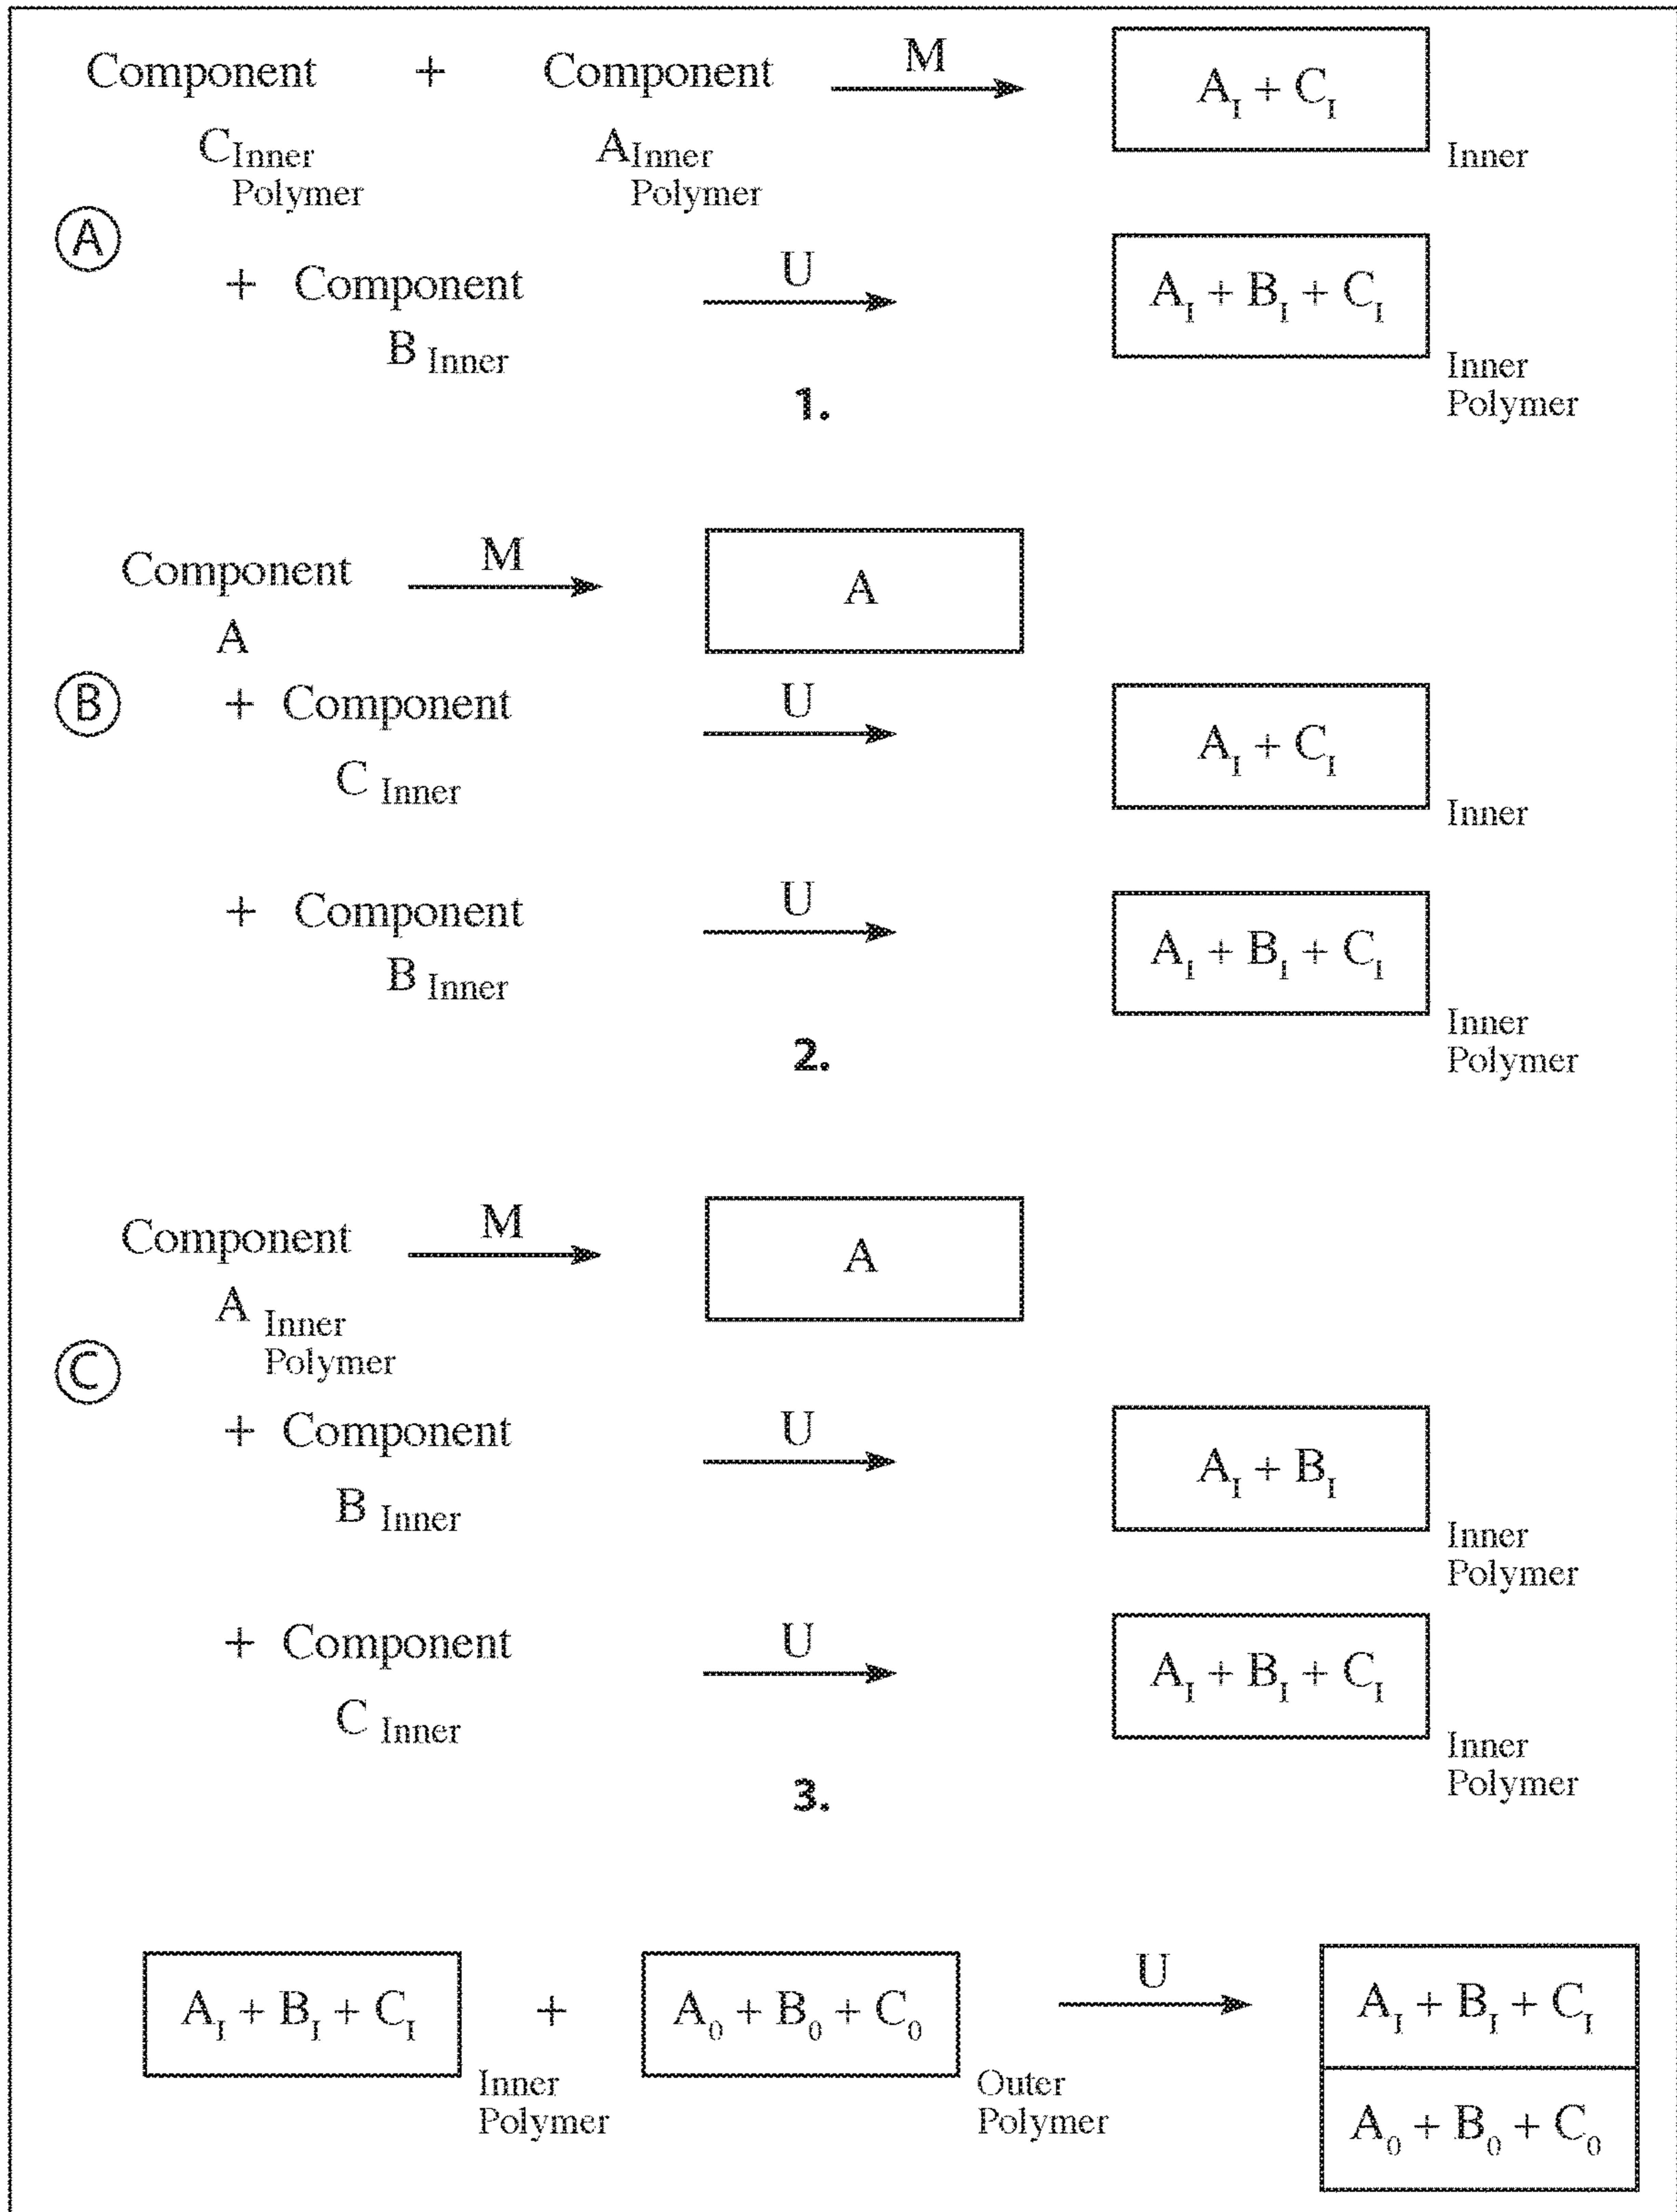 Component + Component M A_I + C_I
C Inner Polymer A Inner Polymer Inner
A
+ Component U A_I + B_I + C_I
B Inner Inner Polymer
1.
Component M A
A
B + Component U A_I + C_I
C Inner Inner
+ Component U A_I + B_I + C_I
B Inner Inner Polymer
2.
Component M A
A Inner Polymer
C
+ Component U A_I + B_I
B Inner Inner Polymer
+ Component U A_I + B_I + C_I
C Inner Inner Polymer
3.
A_I + B_I + C_I + A_0 + B_0 + C_0 U A_I + B_I + C_I
Inner Polymer Outer Polymer
A_0 + B_0 + C_0